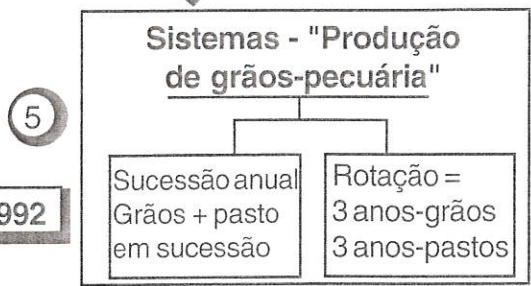 Sistemas - "Produção
de grãos-pecuária"
5
Sucessão anual
Grãos + pasto
em sucessão
Rotação =
3 anos-grãos
3 anos-pastos
992